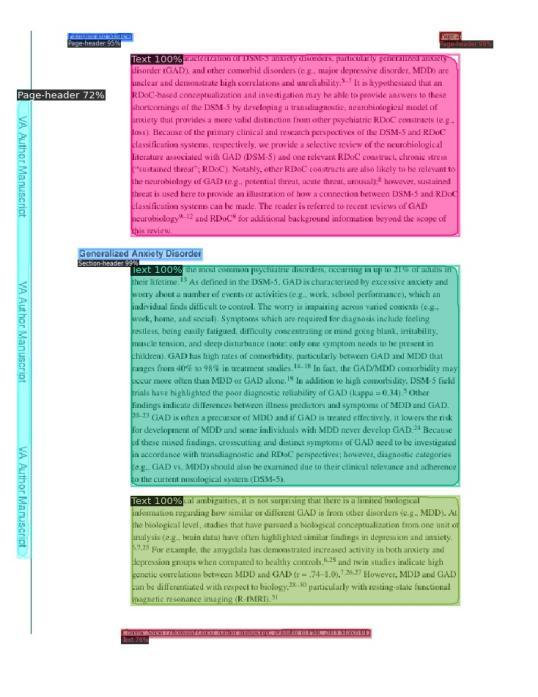 Page-header 95%
Page-header 98%
Page-header 72%
VA Author Manuscript
VA Author Manuscript
VA Author Manuscript
Text 100% acterization of DSM-5 anxiety disorders, particularly generalized anxiety
disorder (GAD), and other comorbid disorders (e.g., major depressive disorder, MDD) are
unclear and demonstrate high correlations and unreliability.5–7 It is hypothesized that an
RDoC-based conceptualization and investigation may be able to provide answers to these
shortcomings of the DSM-5 by developing a transdiagnostic, neurobiological model of
anxiety that provides a more valid distinction from other psychiatric RDoC constructs (e.g.,
loss). Because of the primary clinical and research perspectives of the DSM-5 and RDoC
classification systems, respectively, we provide a selective review of the neurobiological
literature associated with GAD (DSM-5) and one relevant RDoC construct, chronic stress
("sustained threat"; RDoC). Notably, other RDoC constructs are also likely to be relevant to
the neurobiology of GAD (e.g., potential threat, acute threat, arousal);8 however, sustained
threat is used here to provide an illustration of how a connection between DSM-5 and RDoC
classification systems can be made. The reader is referred to recent reviews of GAD
neurobiology9–12 and RDoC8 for additional background information beyond the scope of
this review.
Generalized Anxiety Disorder
Section-header 99%
Text 100% the most common psychiatric disorders, occurring in up to 21% of adults in
their lifetime.13 As defined in the DSM-5, GAD is characterized by excessive anxiety and
worry about a number of events or activities (e.g., work, school performance), which an
individual finds difficult to control. The worry is impairing across varied contexts (e.g.,
work, home, and social). Symptoms which are required for diagnosis include feeling
restless, being easily fatigued, difficulty concentrating or mind going blank, irritability,
muscle tension, and sleep disturbance (note: only one symptom needs to be present in
children). GAD has high rates of comorbidity, particularly between GAD and MDD that
ranges from 40% to 98% in treatment studies.14–18 In fact, the GAD/MDD comorbidity may
occur more often than MDD or GAD alone.19 In addition to high comorbidity, DSM-5 field
trials have highlighted the poor diagnostic reliability of GAD (kappa = 0.34).5 Other
findings indicate differences between illness predictors and symptoms of MDD and GAD.
20–23 GAD is often a precursor of MDD and if GAD is treated effectively, it lowers the risk
for development of MDD and some individuals with MDD never develop GAD.24 Because
of these mixed findings, crosscutting and distinct symptoms of GAD need to be investigated
in accordance with transdiagnostic and RDoC perspectives; however, diagnostic categories
(e.g., GAD vs. MDD) should also be examined due to their clinical relevance and adherence
to the current nosological system (DSM-5).
Text 100% cal ambiguities, it is not surprising that there is a limited biological
information regarding how similar or different GAD is from other disorders (e.g., MDD). At
the biological level, studies that have pursued a biological conceptualization from one unit of
analysis (e.g., brain data) have often highlighted similar findings in depression and anxiety.
5,7,25 For example, the amygdala has demonstrated increased activity in both anxiety and
depression groups when compared to healthy controls,6,25 and twin studies indicate high
genetic correlations between MDD and GAD (r = .74–1.0).7,26,27 However, MDD and GAD
can be differentiated with respect to biology,28–30 particularly with resting-state functional
magnetic resonance imaging (R-fMRI).31